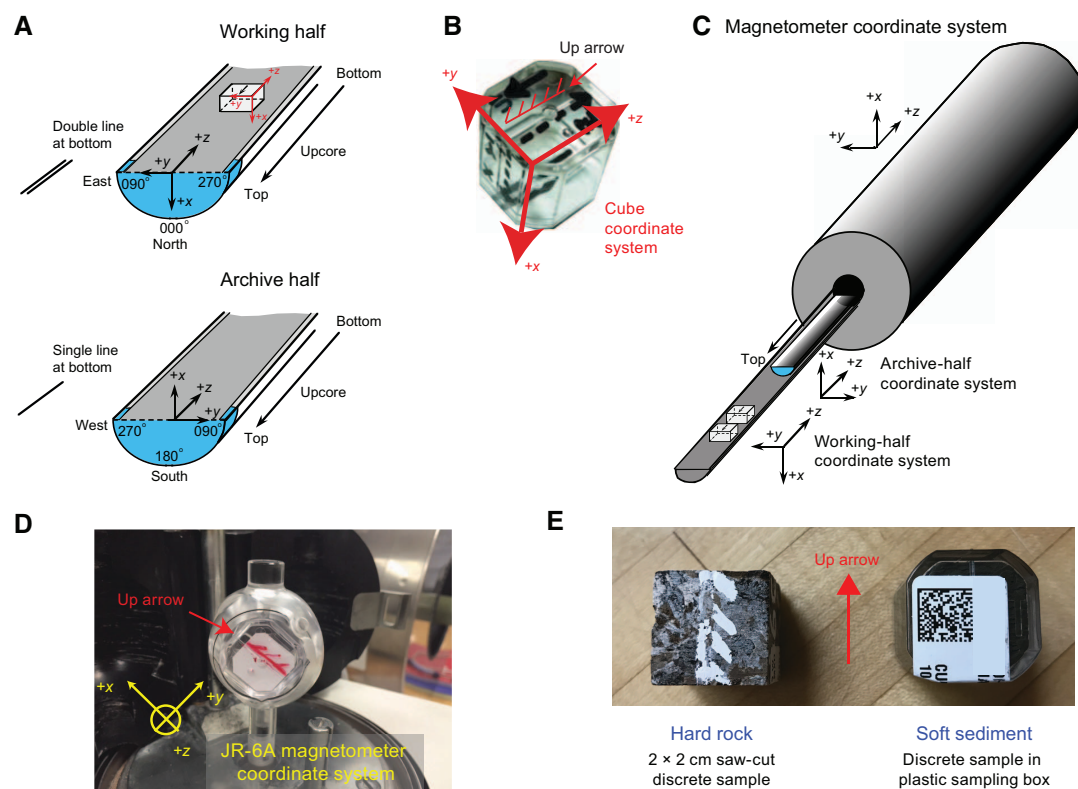 A
Working half
Bottom
+z
+y
+x
Double line
at bottom
Upcore
+z
+y
East
090°
270°
Top
+x
000°
North
Archive half
Bottom
Single line
at bottom
+x
+z
Upcore
+y
West
270°
090°
Top
180°
South
B
Up arrow
+y
+z
Cube
coordinate
system
+x
C
Magnetometer coordinate system
+x
+z
+y
Top
+x
+z
+y
Archive-half
coordinate system
+z
+y
Working-half
coordinate system
+x
D
Up arrow
+x
+y
+z
JR-6A magnetometer
coordinate system
E
Up arrow
CU
10
Hard rock
2 × 2 cm saw-cut
discrete sample
Soft sediment
Discrete sample in
plastic sampling box